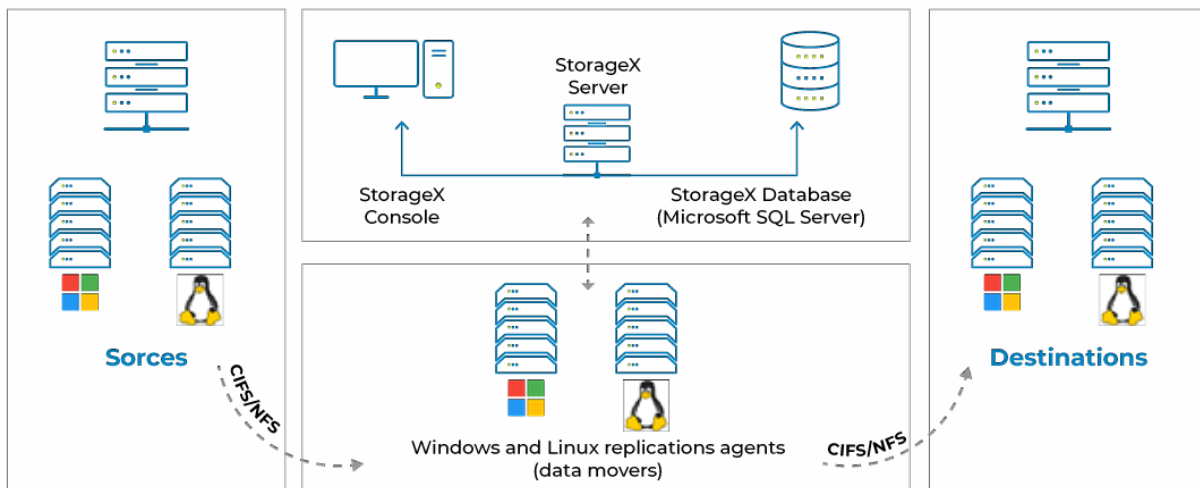 StorageX
Server
StorageX
Console
StorageX Database
(Microsoft SQL Server)
Sorces
CIFS/NFS
Windows and Linux replications agents
(data movers)
CIFS/NFS
Destinations